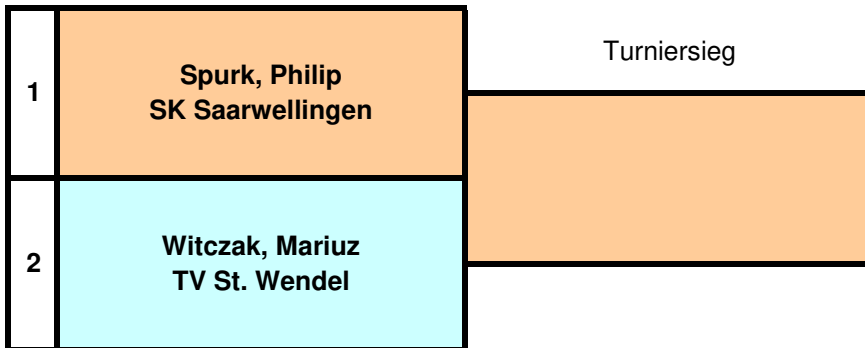 1
Spurk, Philip
SK Saarwellingen
Turniersieg
2
Witczak, Mariuz
TV St. Wendel